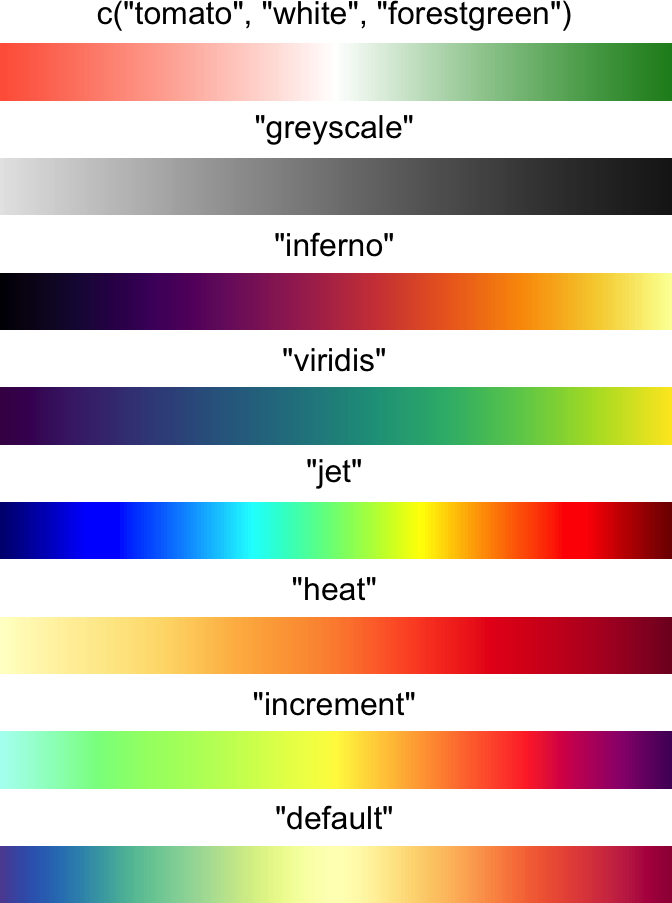 c("tomato", "white", "forestgreen")
"greyscale"
"inferno"
"viridis"
"jet"
"heat"
"increment"
"default"